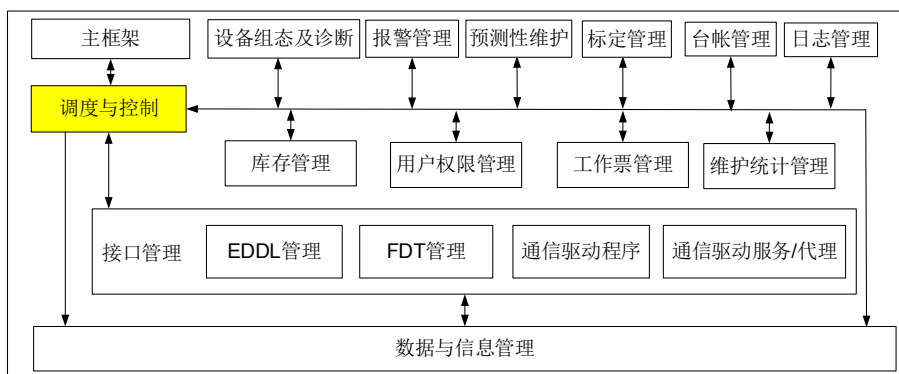 主框架
设备组态及诊断
报警管理
预测性维护
标定管理
台帐管理
日志管理
调度与控制
库存管理
用户权限管理
工作票管理
维护统计管理
接口管理
EDDL管理
FDT管理
通信驱动程序
通信驱动服务/代理
数据与信息管理